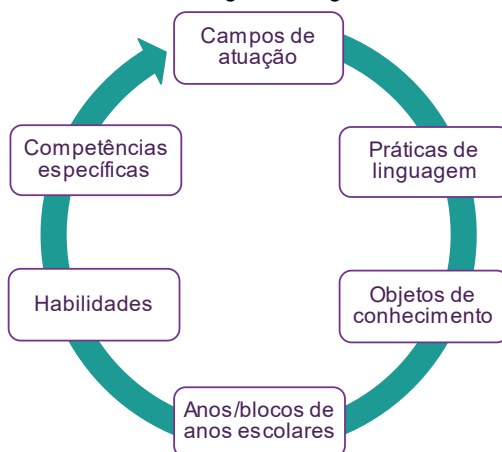 Campos de
atuação
Práticas de
linguagem
Objetos de
conhecimento
Anos/blocos de
anos escolares
Habilidades
Competências
específicas